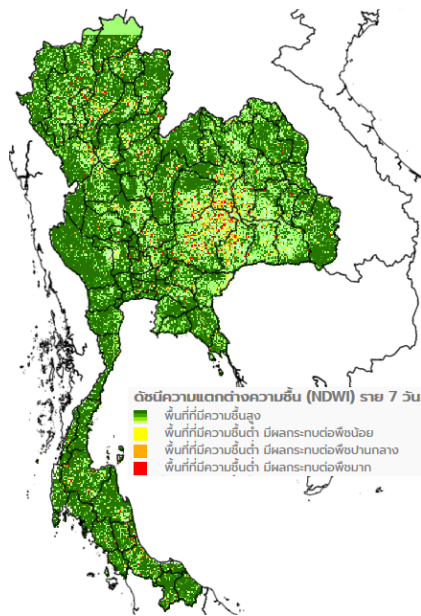 ดัชนีความแตกต่างความชื้น (NDWI) ราย 7 วัน
พื้นที่ที่มีความชื้นสูง
พื้นที่ที่มีความชื้นต่ำ มีผลกระทบต่อพืชน้อย
พื้นที่ที่มีความชื้นต่ำ มีผลกระทบต่อพืชปานกลาง
พื้นที่ที่มีความชื้นต่ำ มีผลกระทบต่อพืชมาก